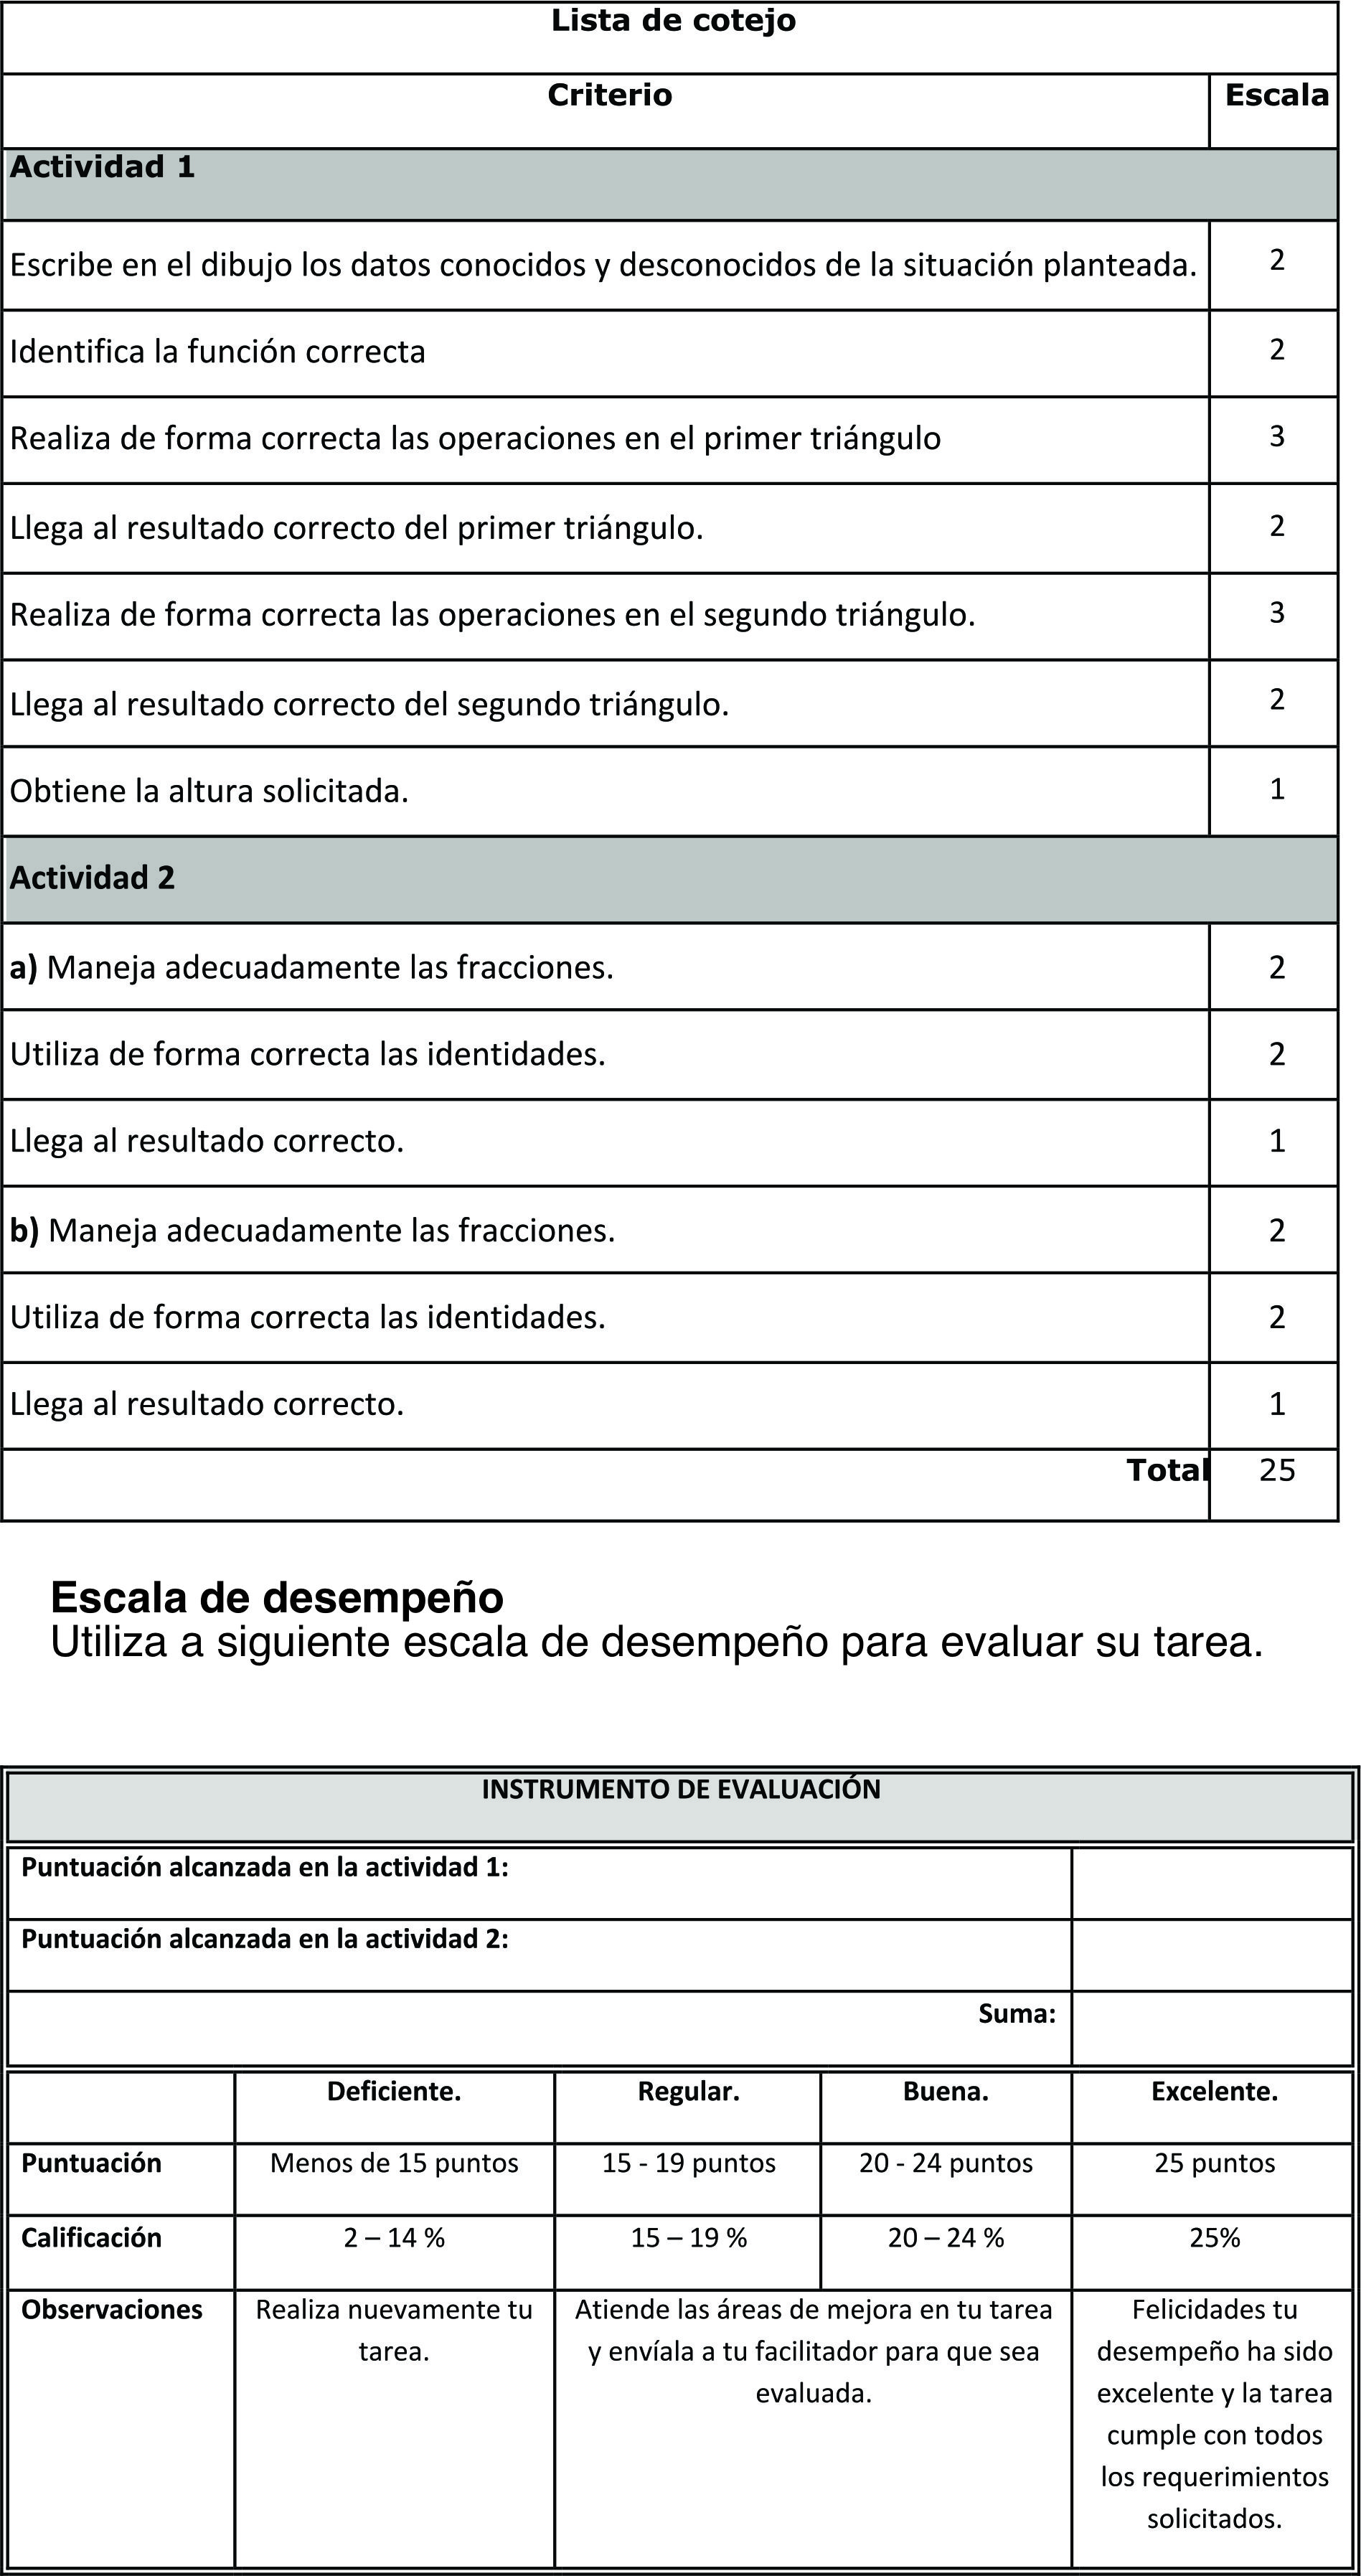 Lista de cotejo
Criterio Escala
Actividad 1
Escribe en el dibujo los datos conocidos y desconocidos de la situación planteada. 2
Identifica la función correcta 2
Realiza de forma correcta las operaciones en el primer triángulo 3
Llega al resultado correcto del primer triángulo. 2
Realiza de forma correcta las operaciones en el segundo triángulo. 3
Llega al resultado correcto del segundo triángulo. 2
Obtiene la altura solicitada. 1
Actividad 2
a) Maneja adecuadamente las fracciones. 2
Utiliza de forma correcta las identidades. 2
Llega al resultado correcto. 1
b) Maneja adecuadamente las fracciones. 2
Utiliza de forma correcta las identidades. 2
Llega al resultado correcto. 1
Total 25
Escala de desempeño
Utiliza a siguiente escala de desempeño para evaluar su tarea.
INSTRUMENTO DE EVALUACIÓN
Puntuación alcanzada en la actividad 1:
Puntuación alcanzada en la actividad 2:
Suma:
Deficiente. Regular. Buena. Excelente.
Puntuación Menos de 15 puntos 15 - 19 puntos 20 - 24 puntos 25 puntos
Calificación 2 – 14 % 15 – 19 % 20 – 24 % 25%
Observaciones Realiza nuevamente tu Atiende las áreas de mejora en tu tarea Felicidades tu
tarea. y envíala a tu facilitador para que sea desempeño ha sido
evaluada. excelente y la tarea
cumple con todos
los requerimientos
solicitados.